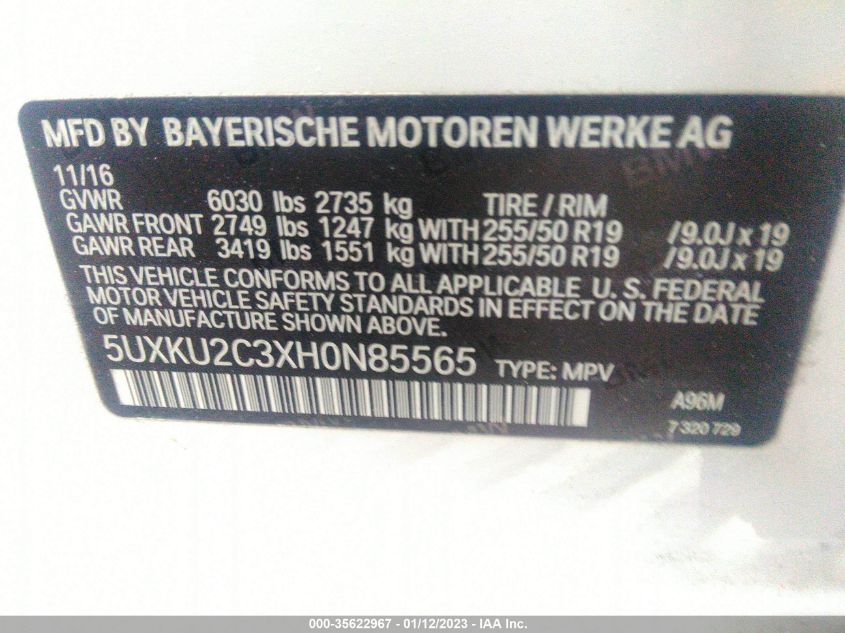 MFD BY BAYERISCHE MOTOREN WERKE AG
11/16
GVWR 6030 lbs 2735 kg TIRE / RIM
GAWR FRONT 2749 lbs 1247 kg WITH 255/50 R19 /9.0J x 19
GAWR REAR 3419 lbs 1551 kg WITH 255/50 R19 /9.0J x 19
THIS VEHICLE CONFORMS TO ALL APPLICABLE U. S. FEDERAL
MOTOR VEHICLE SAFETY STANDARDS IN EFFECT ON THE
DATE OF MANUFACTURE SHOWN ABOVE.
5UXKU2C3XH0N85565 TYPE: MPV
A96M
7 320 729
000-35622967 - 01/12/2023 - IAA Inc.